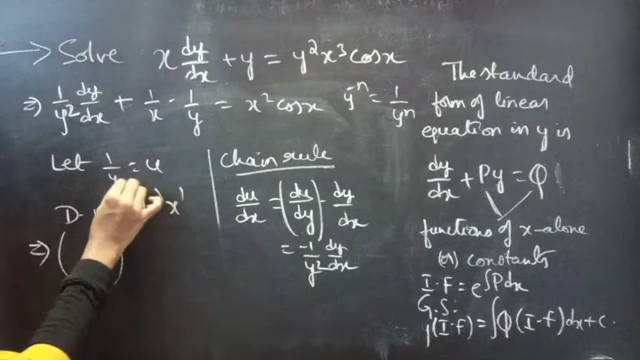 → Solve x dy/dx + y = y²x³cosx
⇒ 1/y² dy/dx + 1/x · 1/y = x²cosx
y⁻ⁿ = 1/yⁿ
Let 1/y = u
D.
⇒ (
Chain rule
du/dx = (du/dy) · dy/dx
= -1/y² dy/dx
The standard
form of linear
equation in y is
dy/dx + Py = Q
functions of x-alone
(or) constants
I.F = e^∫Pdx
G.S:
y(I.F) = ∫Q(I.F)dx+c.